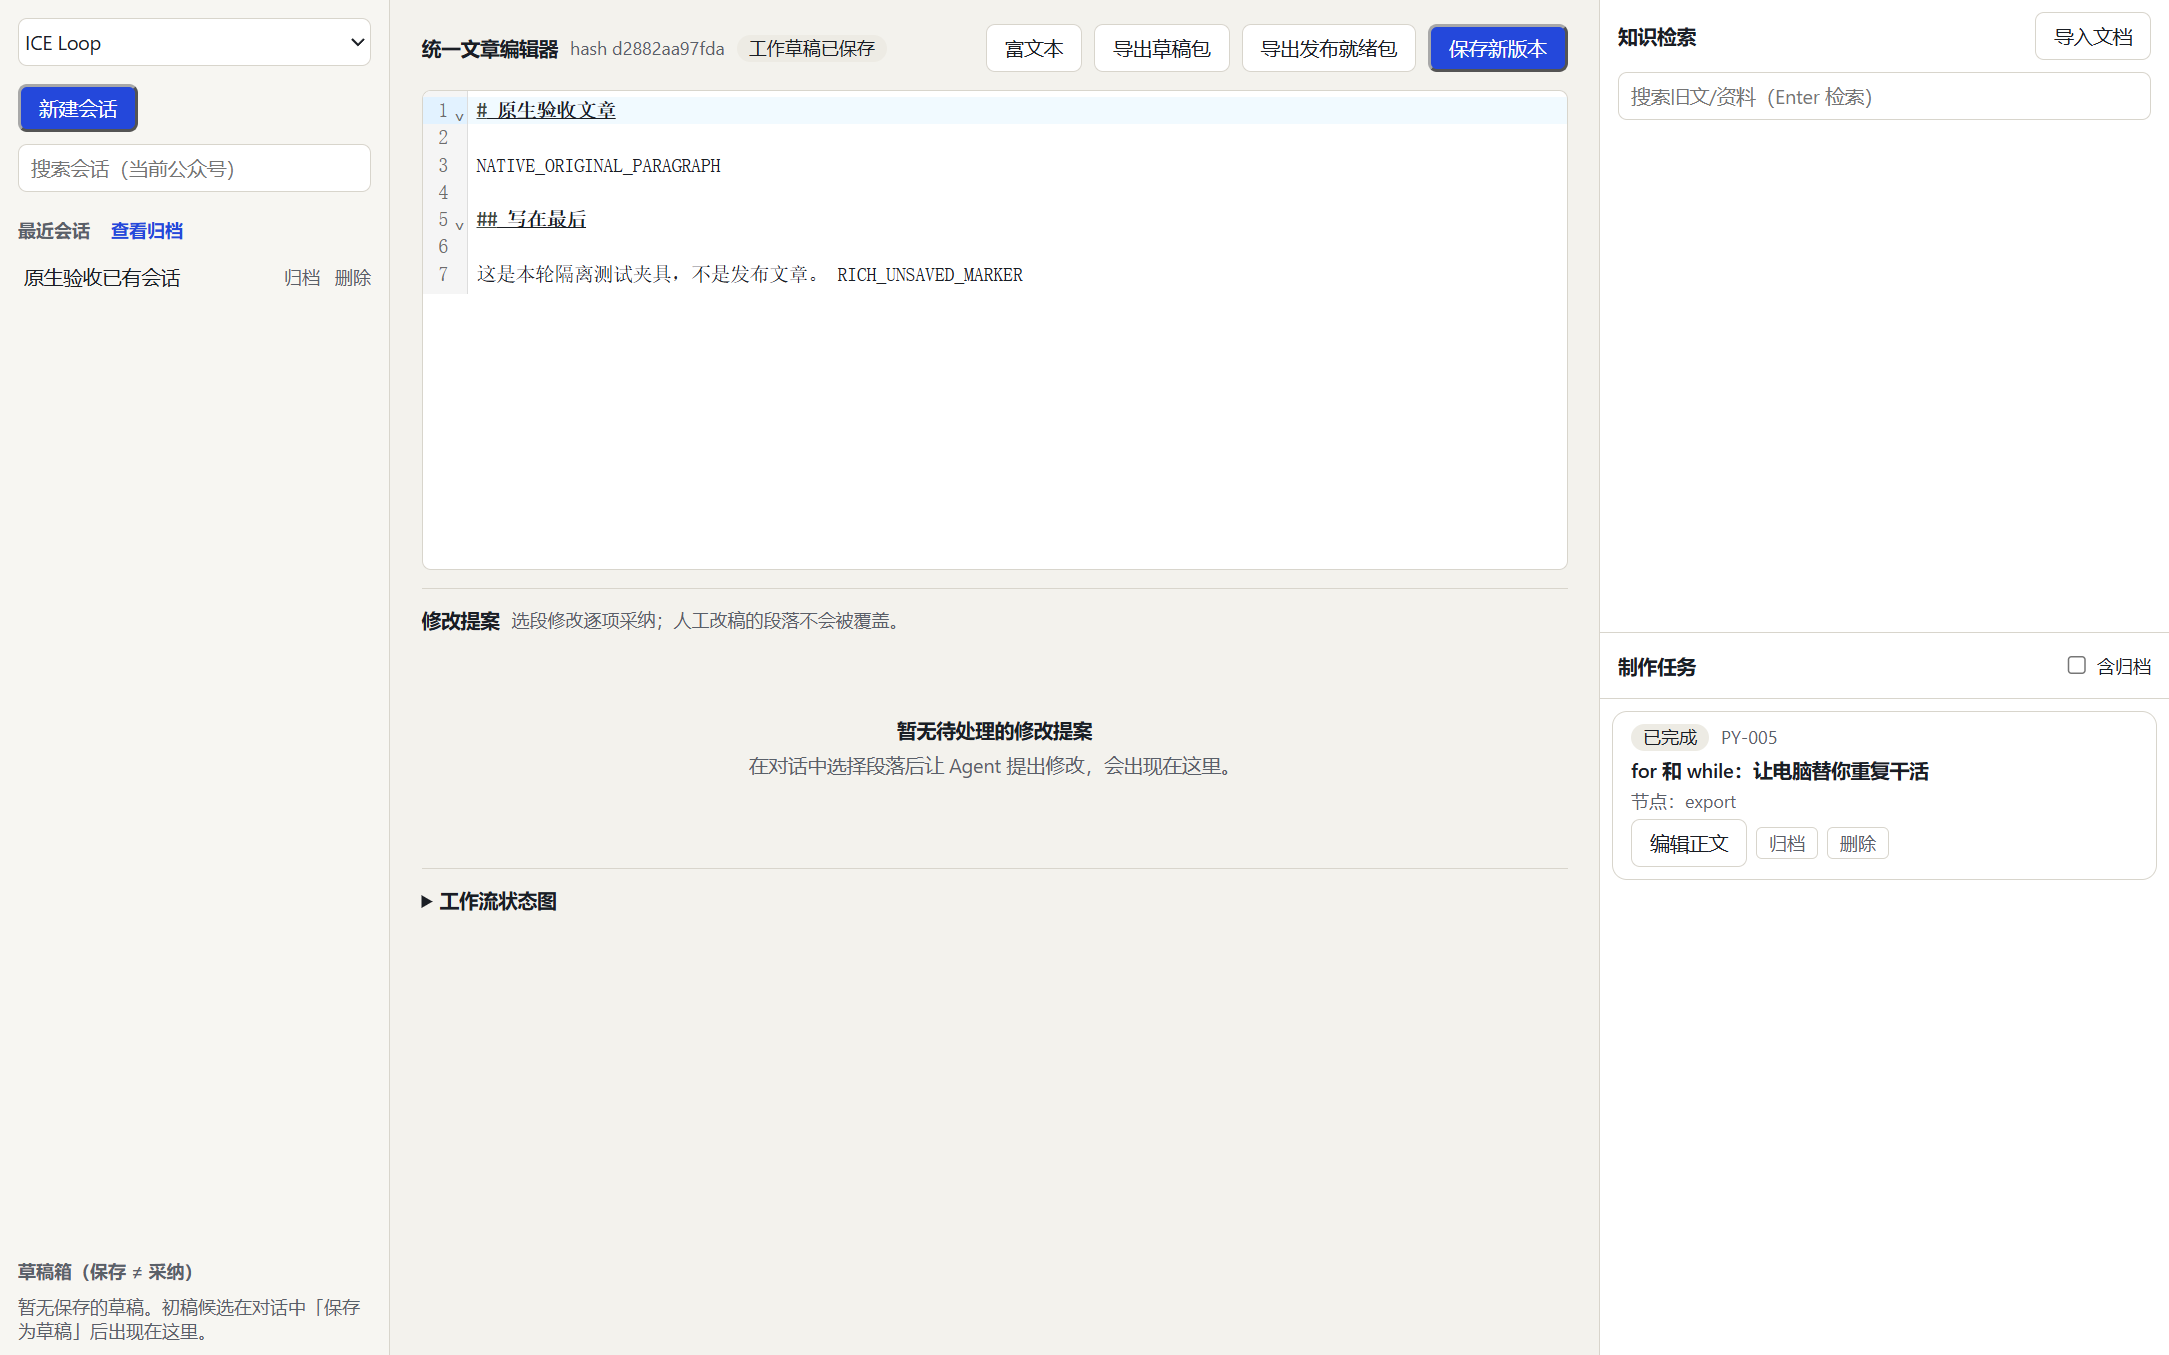 ICE Loop
新建会话
搜索会话（当前公众号）
最近会话 查看归档
原生验收已有会话 归档 删除
草稿箱（保存 ≠ 采纳）
暂无保存的草稿。初稿候选在对话中「保存
为草稿」后出现在这里。
统一文章编辑器 hash d2882aa97fda 工作草稿已保存 富文本 导出草稿包 导出发布就绪包 保存新版本
1 # 原生验收文章
2
3 NATIVE_ORIGINAL_PARAGRAPH
4
5 ## 写在最后
6
7 这是本轮隔离测试夹具，不是发布文章。 RICH_UNSAVED_MARKER
修改提案 选段修改逐项采纳；人工改稿的段落不会被覆盖。
暂无待处理的修改提案
在对话中选择段落后让 Agent 提出修改，会出现在这里。
工作流状态图
知识检索 导入文档
搜索旧文/资料（Enter 检索）
制作任务 含归档
已完成 PY-005
for 和 while：让电脑替你重复干活
节点：export
编辑正文 归档 删除